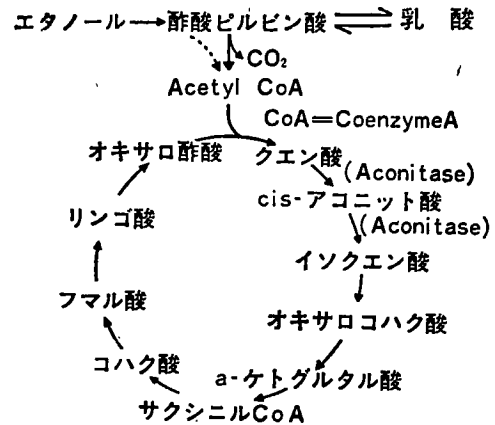 エタノール→酢酸ピルビン酸⇌乳 酸
CO₂
Acetyl CoA
CoA=CoenzymeA
オキサロ酢酸 クエン酸
(Aconitase)
cis-アコニット酸
(Aconitase)
リンゴ酸
イソクエン酸
フマル酸
オキサロコハク酸
コハク酸
a-ケトグルタル酸
サクシニルCoA